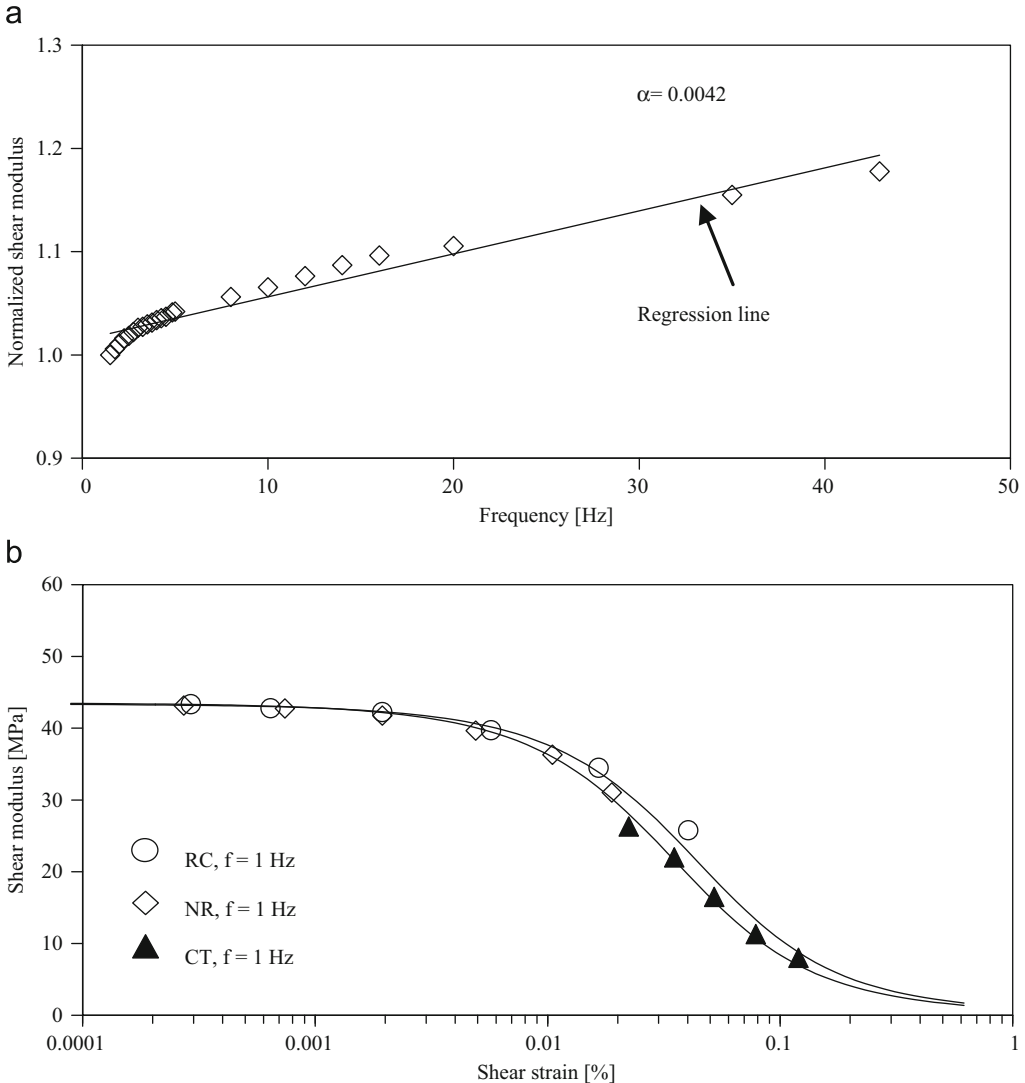 a
1.3
1.2
1.1
1.0
0.9
Normalized shear modulus
α= 0.0042
Regression line
0 10 20 30 40 50
Frequency [Hz]
b
60
50
40
30
20
10
0
Shear modulus [MPa]
RC, f = 1 Hz
NR, f = 1 Hz
CT, f = 1 Hz
0.0001 0.001 0.01 0.1 1
Shear strain [%]